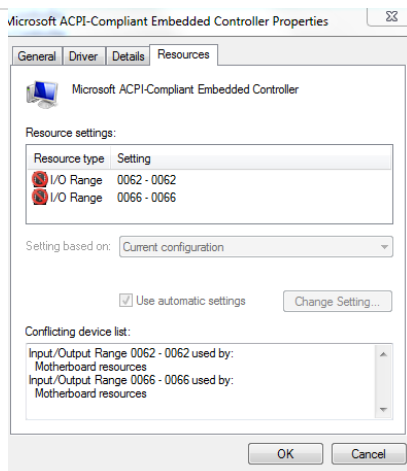 Microsoft ACPI-Compliant Embedded Controller Properties
General Driver Details Resources
Microsoft ACPI-Compliant Embedded Controller
Resource settings:
Resource type Setting
I/O Range 0062 - 0062
I/O Range 0066 - 0066
Setting based on: Current configuration
Use automatic settings Change Setting...
Conflicting device list:
Input/Output Range 0062 - 0062 used by:
Motherboard resources
Input/Output Range 0066 - 0066 used by:
Motherboard resources
OK Cancel